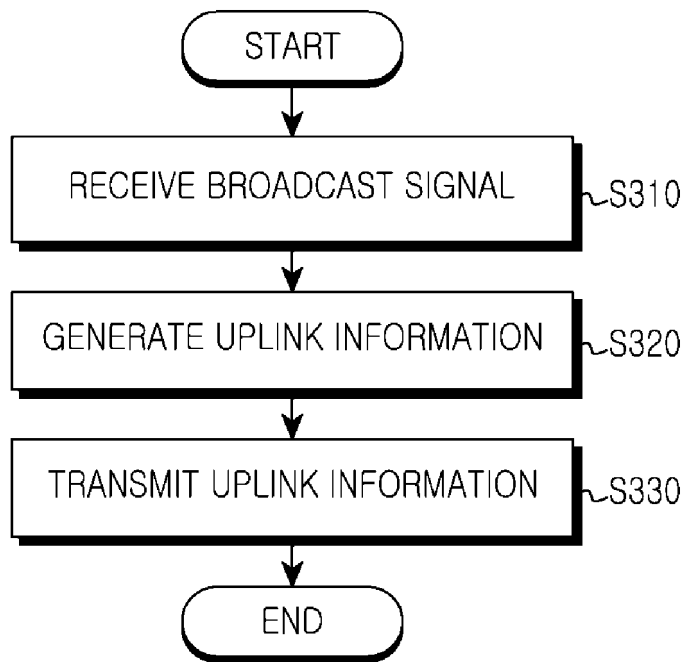 START
RECEIVE BROADCAST SIGNAL
S310
GENERATE UPLINK INFORMATION
S320
TRANSMIT UPLINK INFORMATION
S330
END